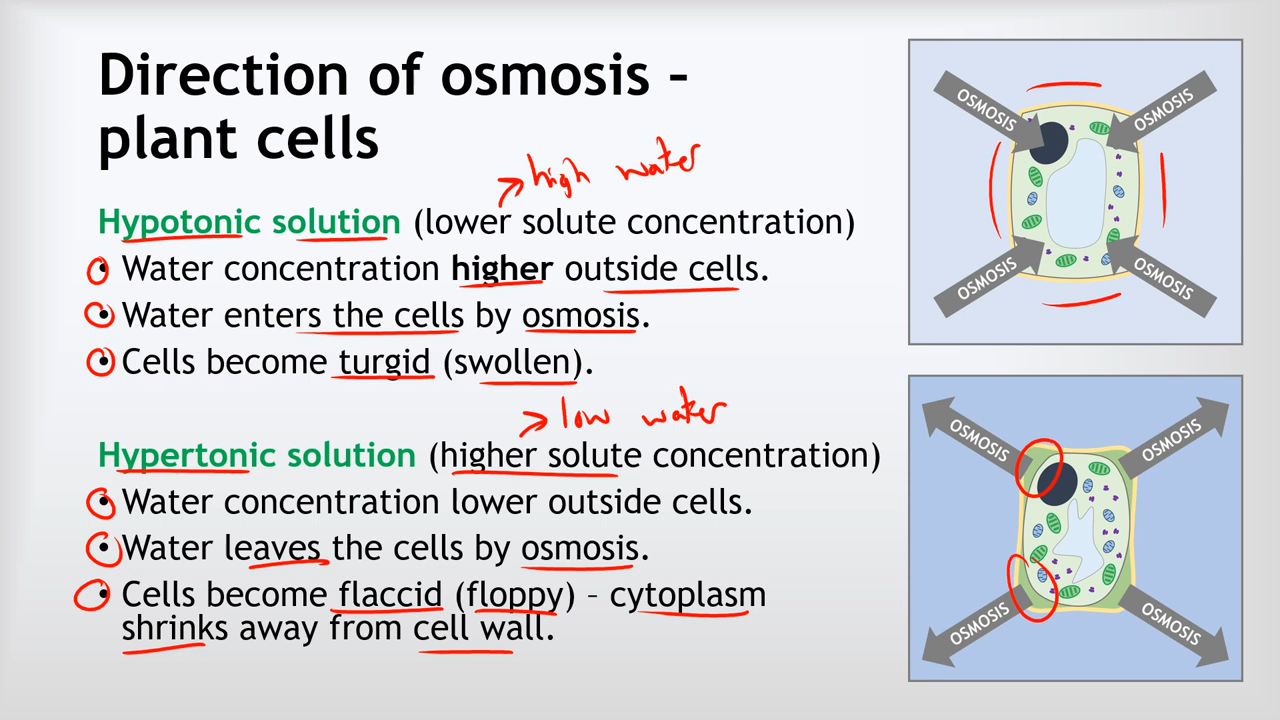 Direction of osmosis –
plant cells
high water
Hypotonic solution (lower solute concentration)
• Water concentration higher outside cells.
• Water enters the cells by osmosis.
• Cells become turgid (swollen).
low water
Hypertonic solution (higher solute concentration)
• Water concentration lower outside cells.
• Water leaves the cells by osmosis.
• Cells become flaccid (floppy) – cytoplasm
shrinks away from cell wall.
OSMOSIS
OSMOSIS
OSMOSIS
OSMOSIS
OSMOSIS
OSMOSIS
OSMOSIS
OSMOSIS